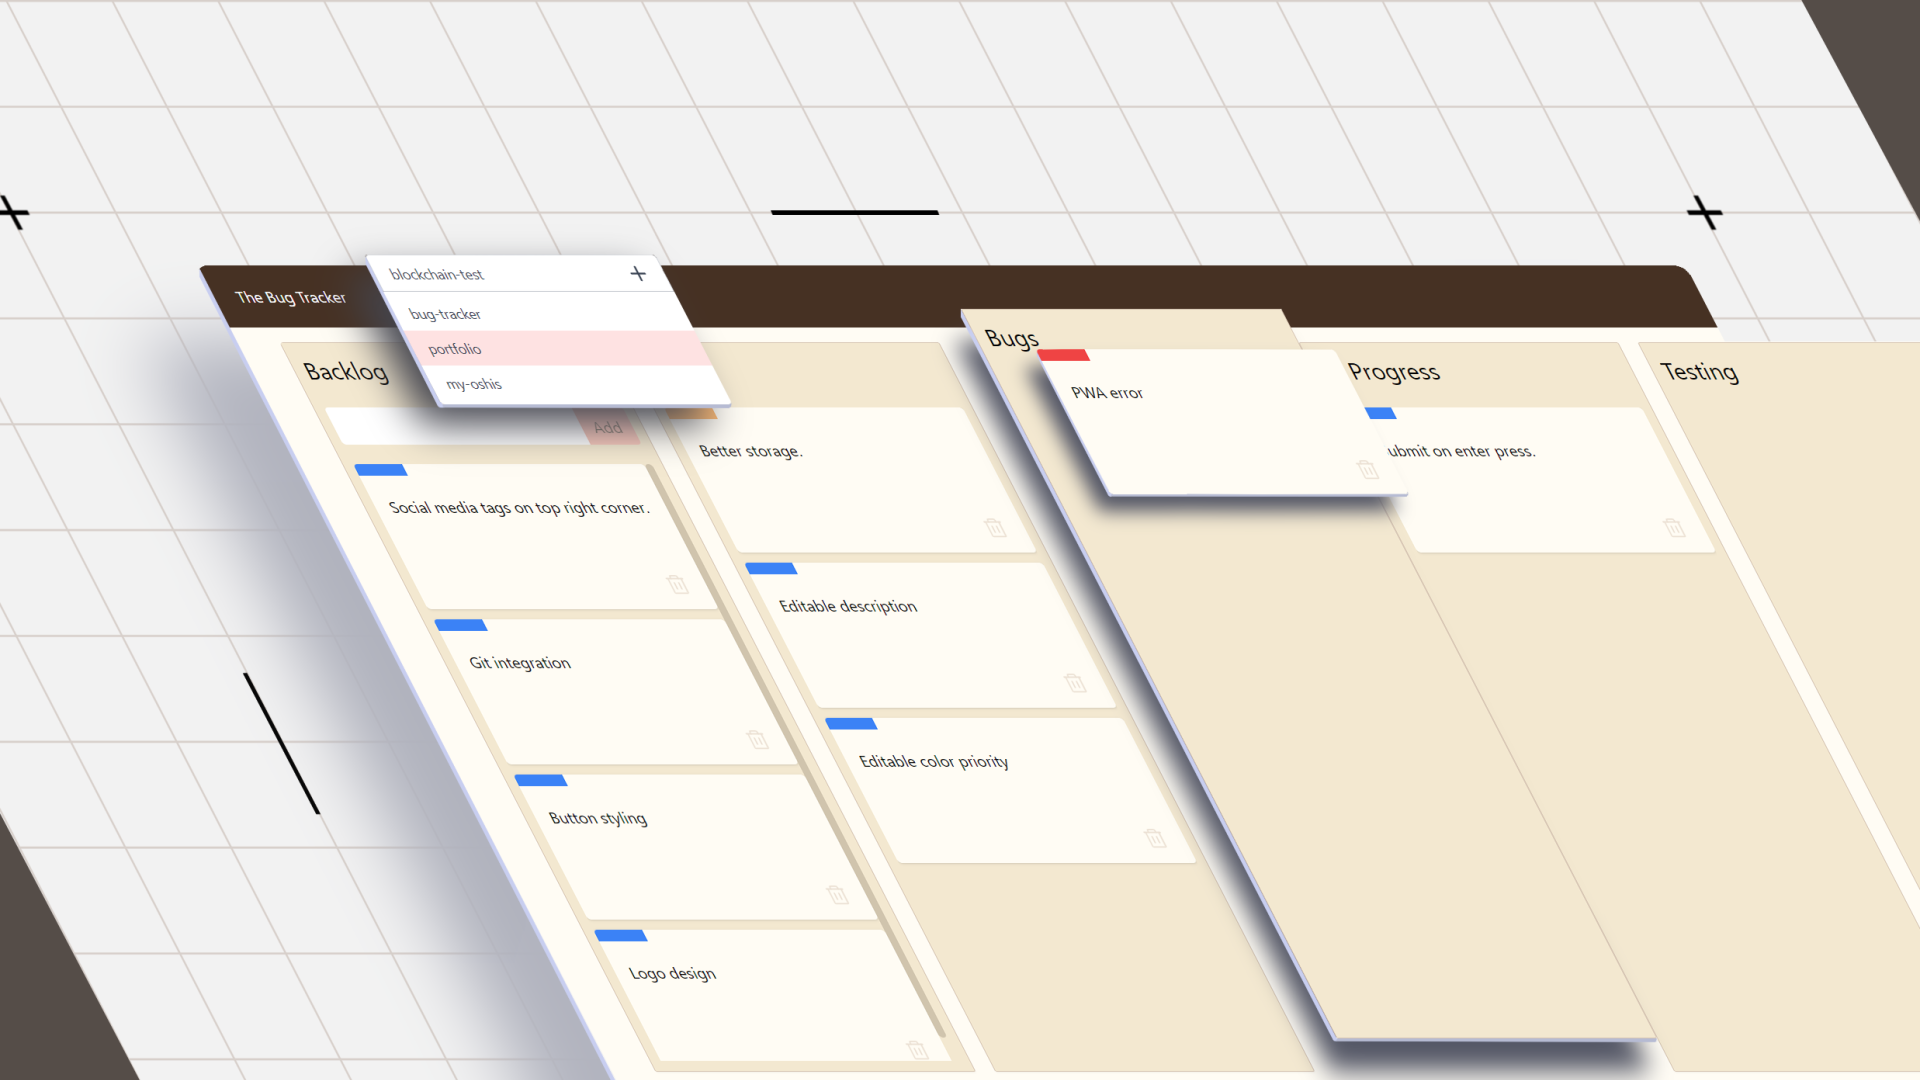 The Bug Tracker
blockchain-test
bug-tracker
portfolio
my-oshis
Backlog
Add
Social media tags on top right corner.
Git integration
Button styling
Logo design
Better storage.
Editable description
Editable color priority
Bugs
PWA error
Progress
ubmit on enter press.
Testing